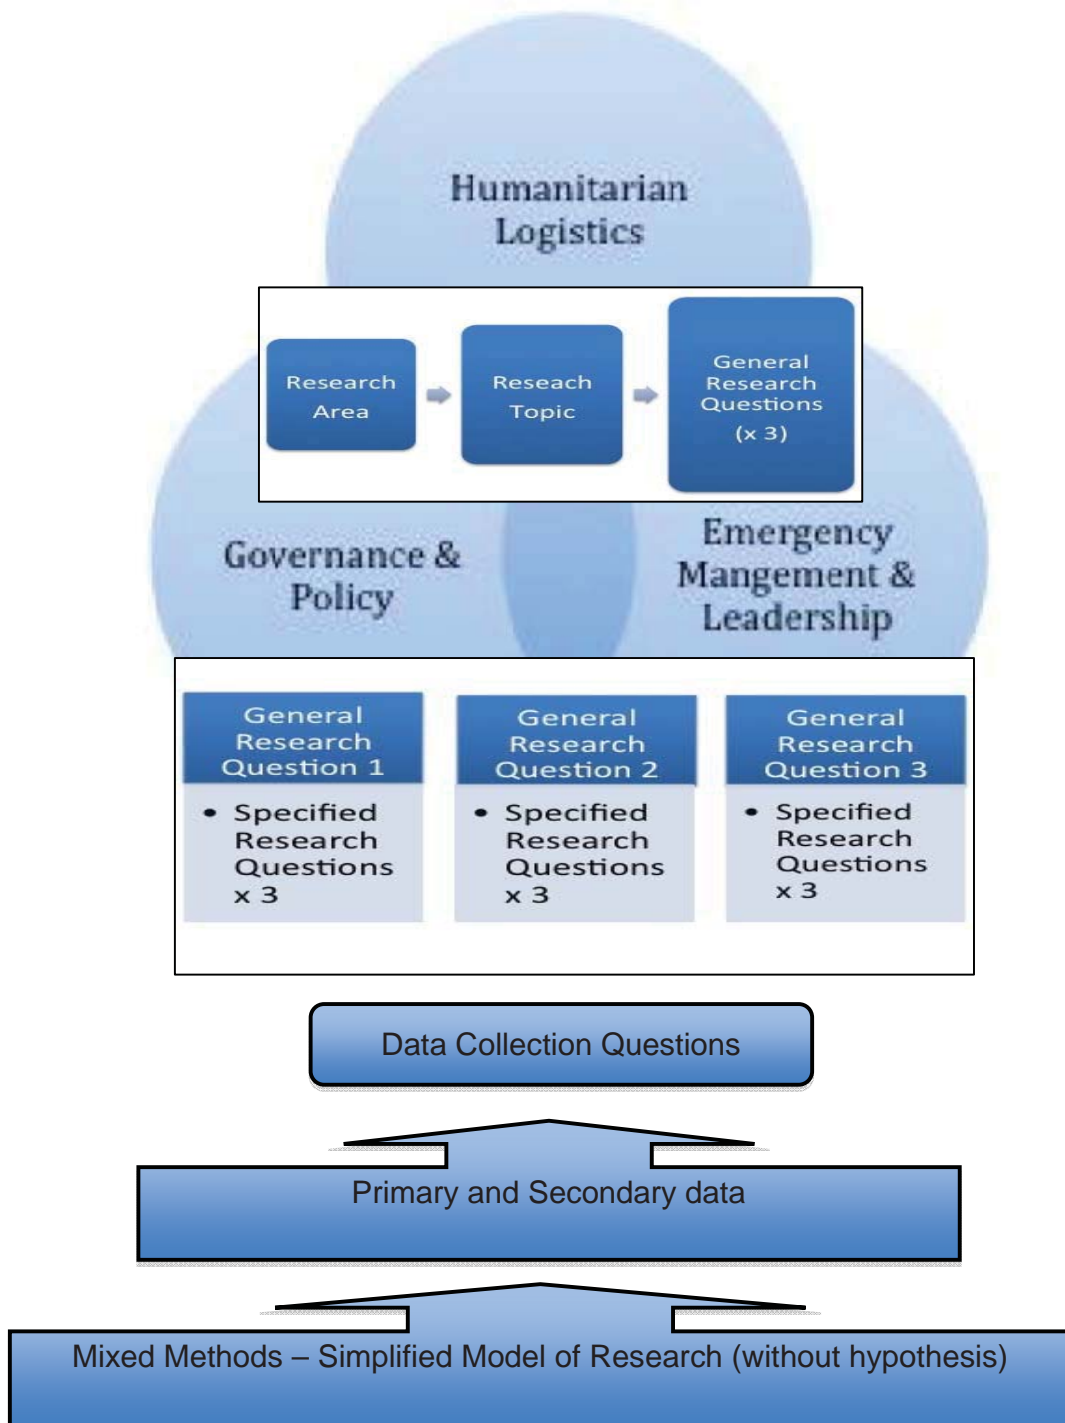 Humanitarian
Logistics
Research
Area
Reseach
Topic
General
Research
Questions
(x 3)
Governance &
Policy
Emergency
Mangement &
Leadership
General
Research
Question 1
• Specified
Research
Questions
x 3
General
Research
Question 2
• Specified
Research
Questions
x 3
General
Research
Question 3
• Specified
Research
Questions
x 3
Data Collection Questions
Primary and Secondary data
Mixed Methods – Simplified Model of Research (without hypothesis)